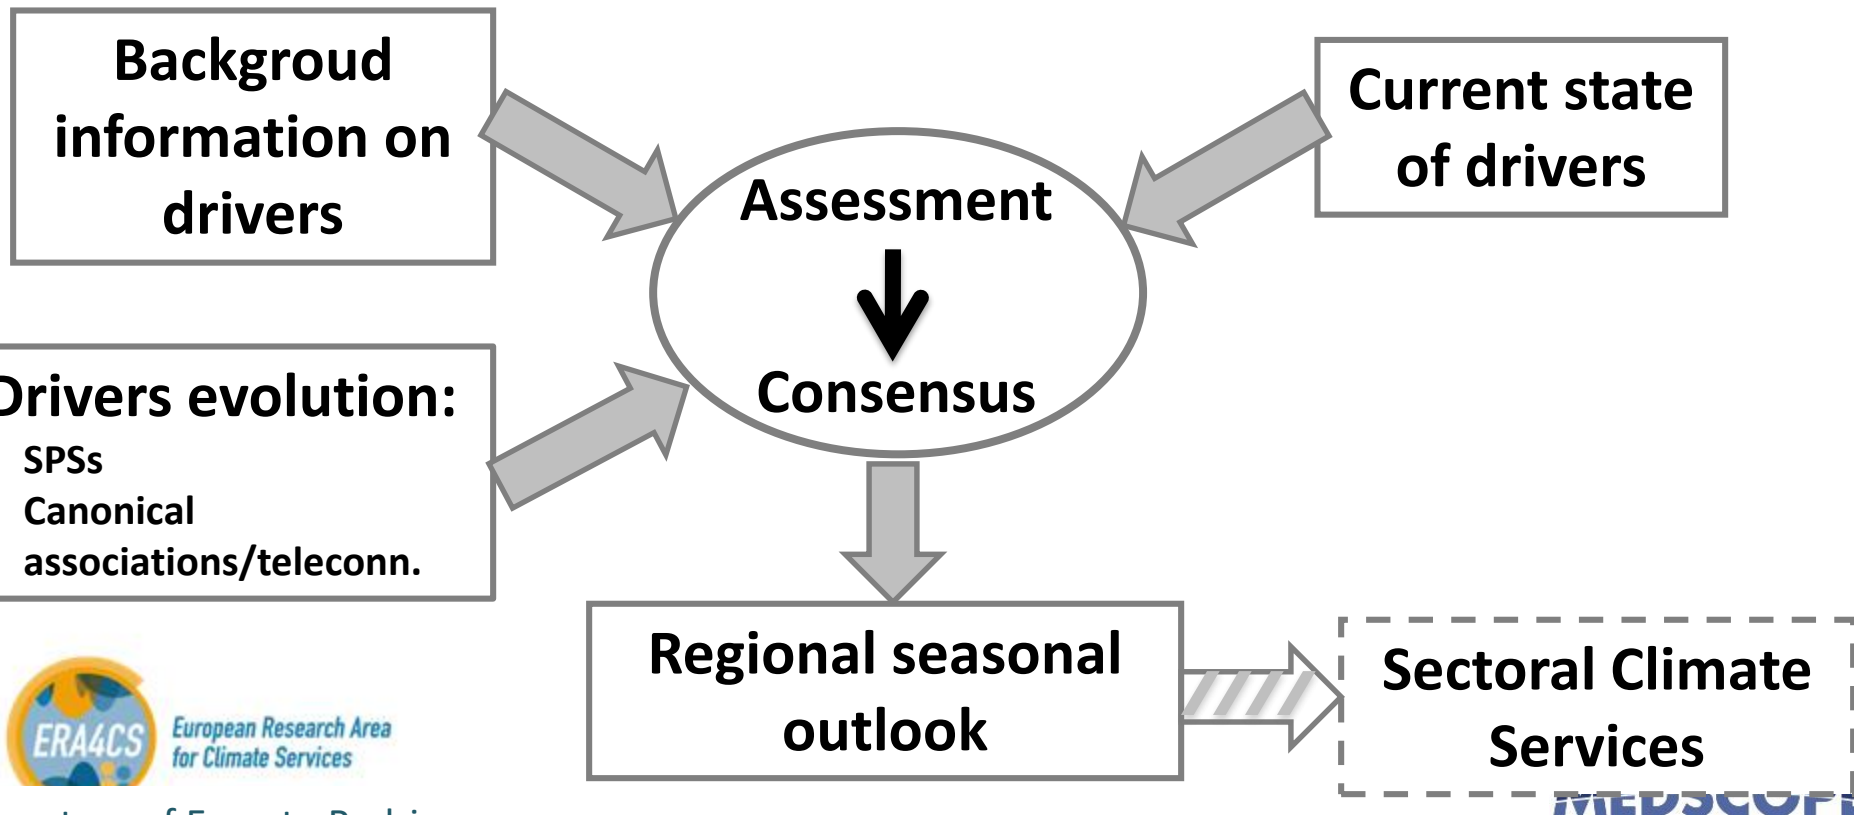 Backgroud
information on
drivers
Current state
of drivers
Assessment
Consensus
Drivers evolution:
SPSs
Canonical
associations/teleconn.
Regional seasonal
outlook
Sectoral Climate
Services
ERA4CS
European Research Area
for Climate Services
MEDSCOPE